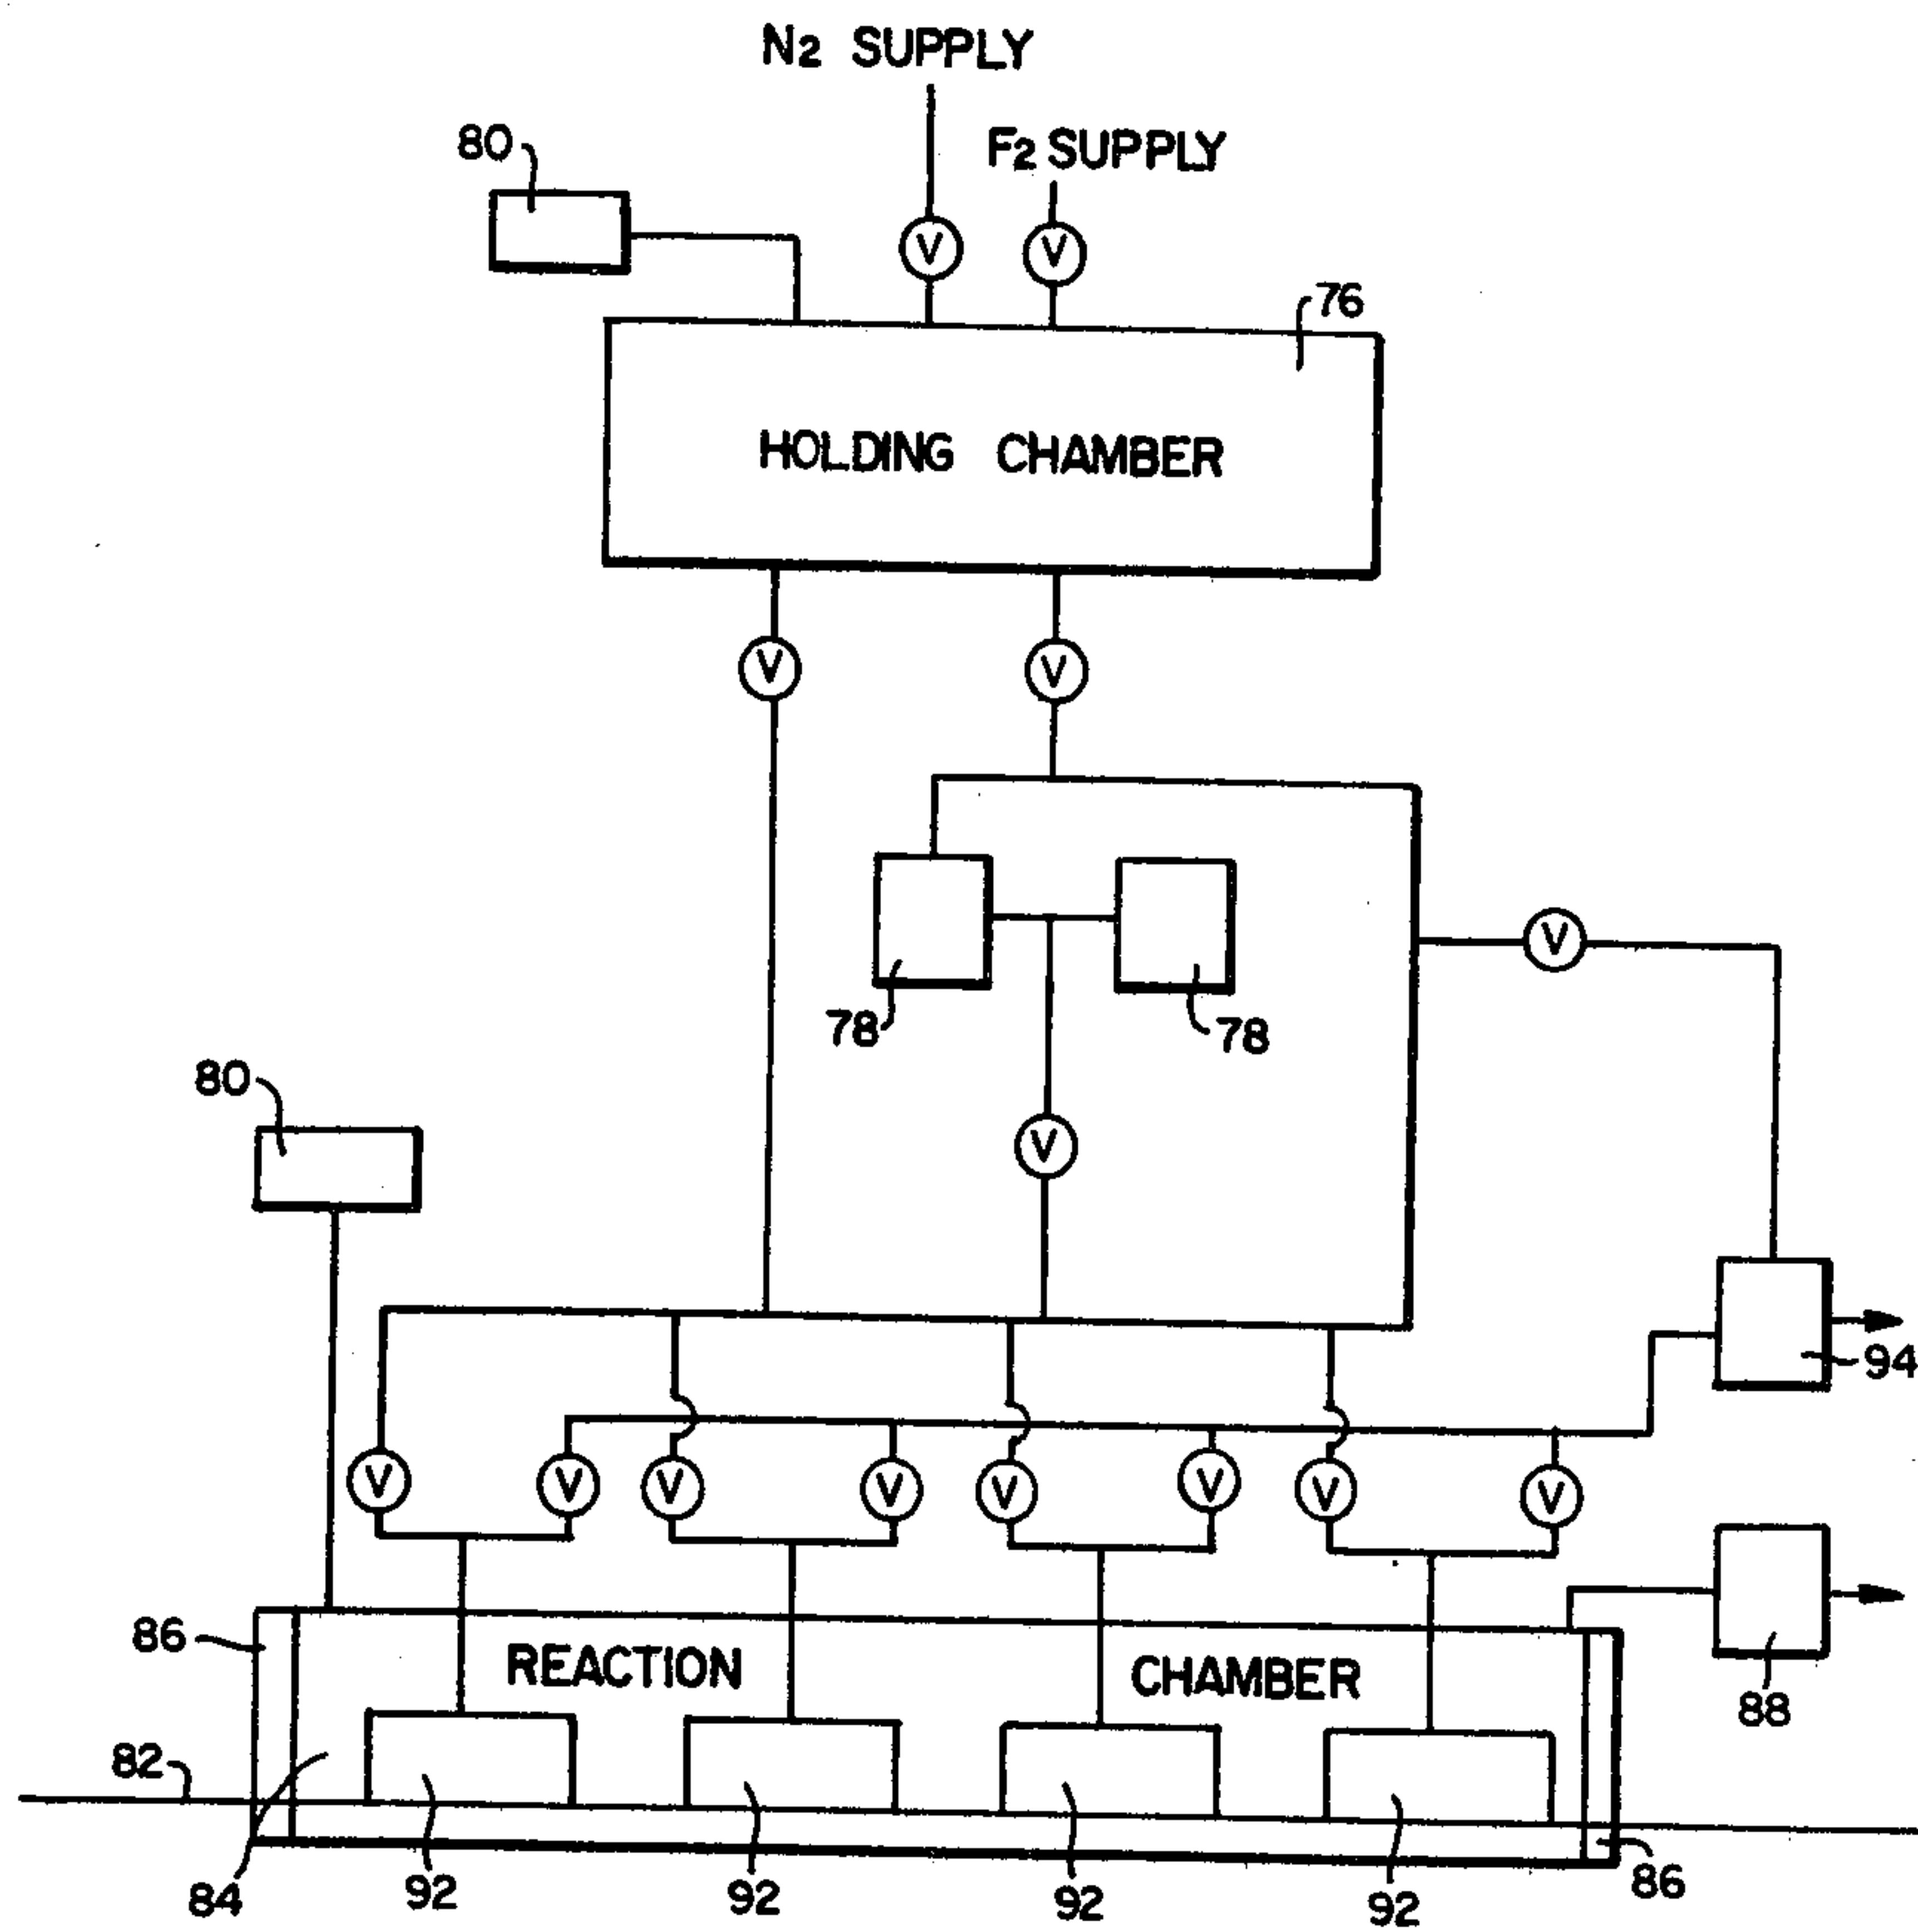 N2 SUPPLY
80
F2 SUPPLY
V V
76
HOLDING CHAMBER
V V
V
78 78
80
V
94
V V V V V V V V
86
REACTION CHAMBER
88
82
84 92 92 92 92 86